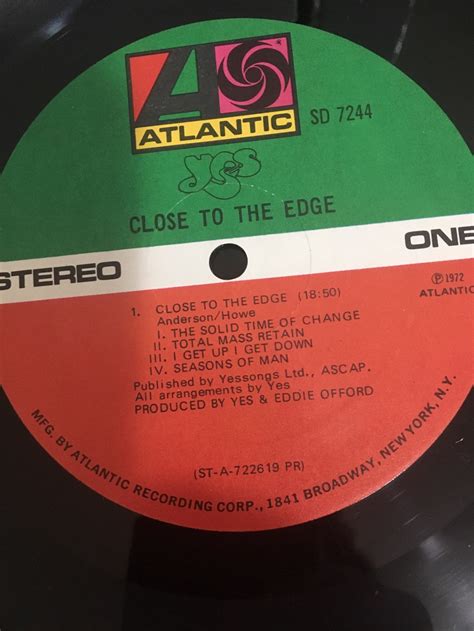 ATLANTIC
SD 7244
yes
CLOSE TO THE EDGE
STEREO
ONE
℗ 1972
ATLANTIC
1. CLOSE TO THE EDGE (18:50)
Anderson/Howe
I. THE SOLID TIME OF CHANGE
II. TOTAL MASS RETAIN
III. I GET UP I GET DOWN
IV. SEASONS OF MAN
Published by Yessongs Ltd., ASCAP.
All arrangements by Yes
PRODUCED BY YES & EDDIE OFFORD
(ST-A-722619 PR)
MFG. BY ATLANTIC RECORDING CORP., 1841 BROADWAY, NEW YORK, N.Y.